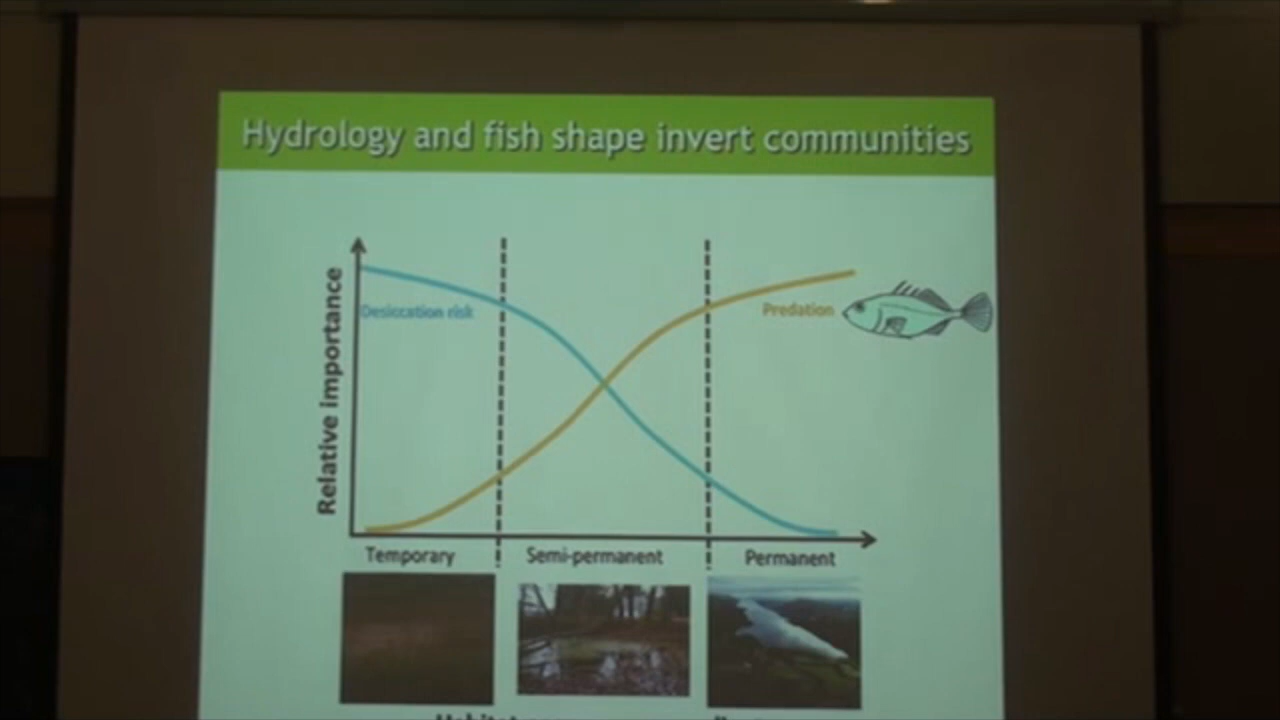 Hydrology and fish shape invert communities
Relative importance
Desiccation risk
Predation
Temporary
Semi-permanent
Permanent